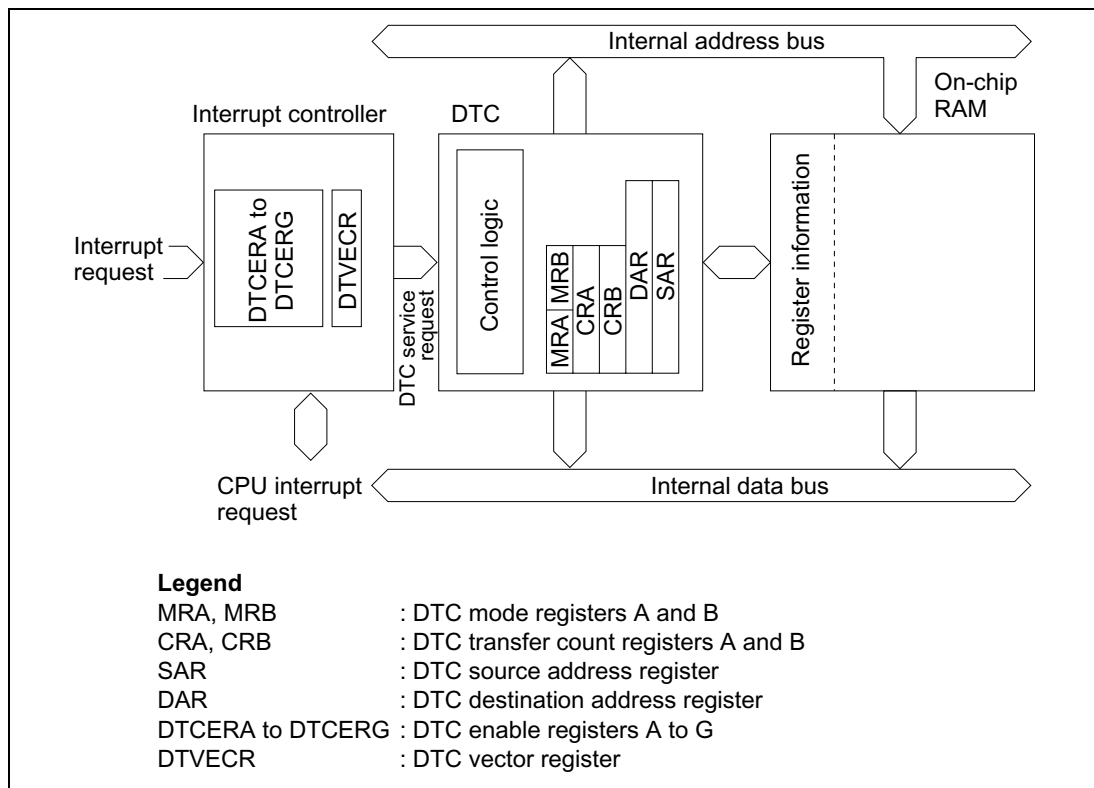 Internal address bus
On-chip
RAM
Interrupt controller
DTC
Interrupt
request
DTCERA to
DTCERG
DTVECR
DTC service
request
Control logic
MRA
MRB
CRA
CRB
DAR
SAR
Register information
CPU interrupt
request
Internal data bus
Legend
MRA, MRB : DTC mode registers A and B
CRA, CRB : DTC transfer count registers A and B
SAR : DTC source address register
DAR : DTC destination address register
DTCERA to DTCERG : DTC enable registers A to G
DTVECR : DTC vector register